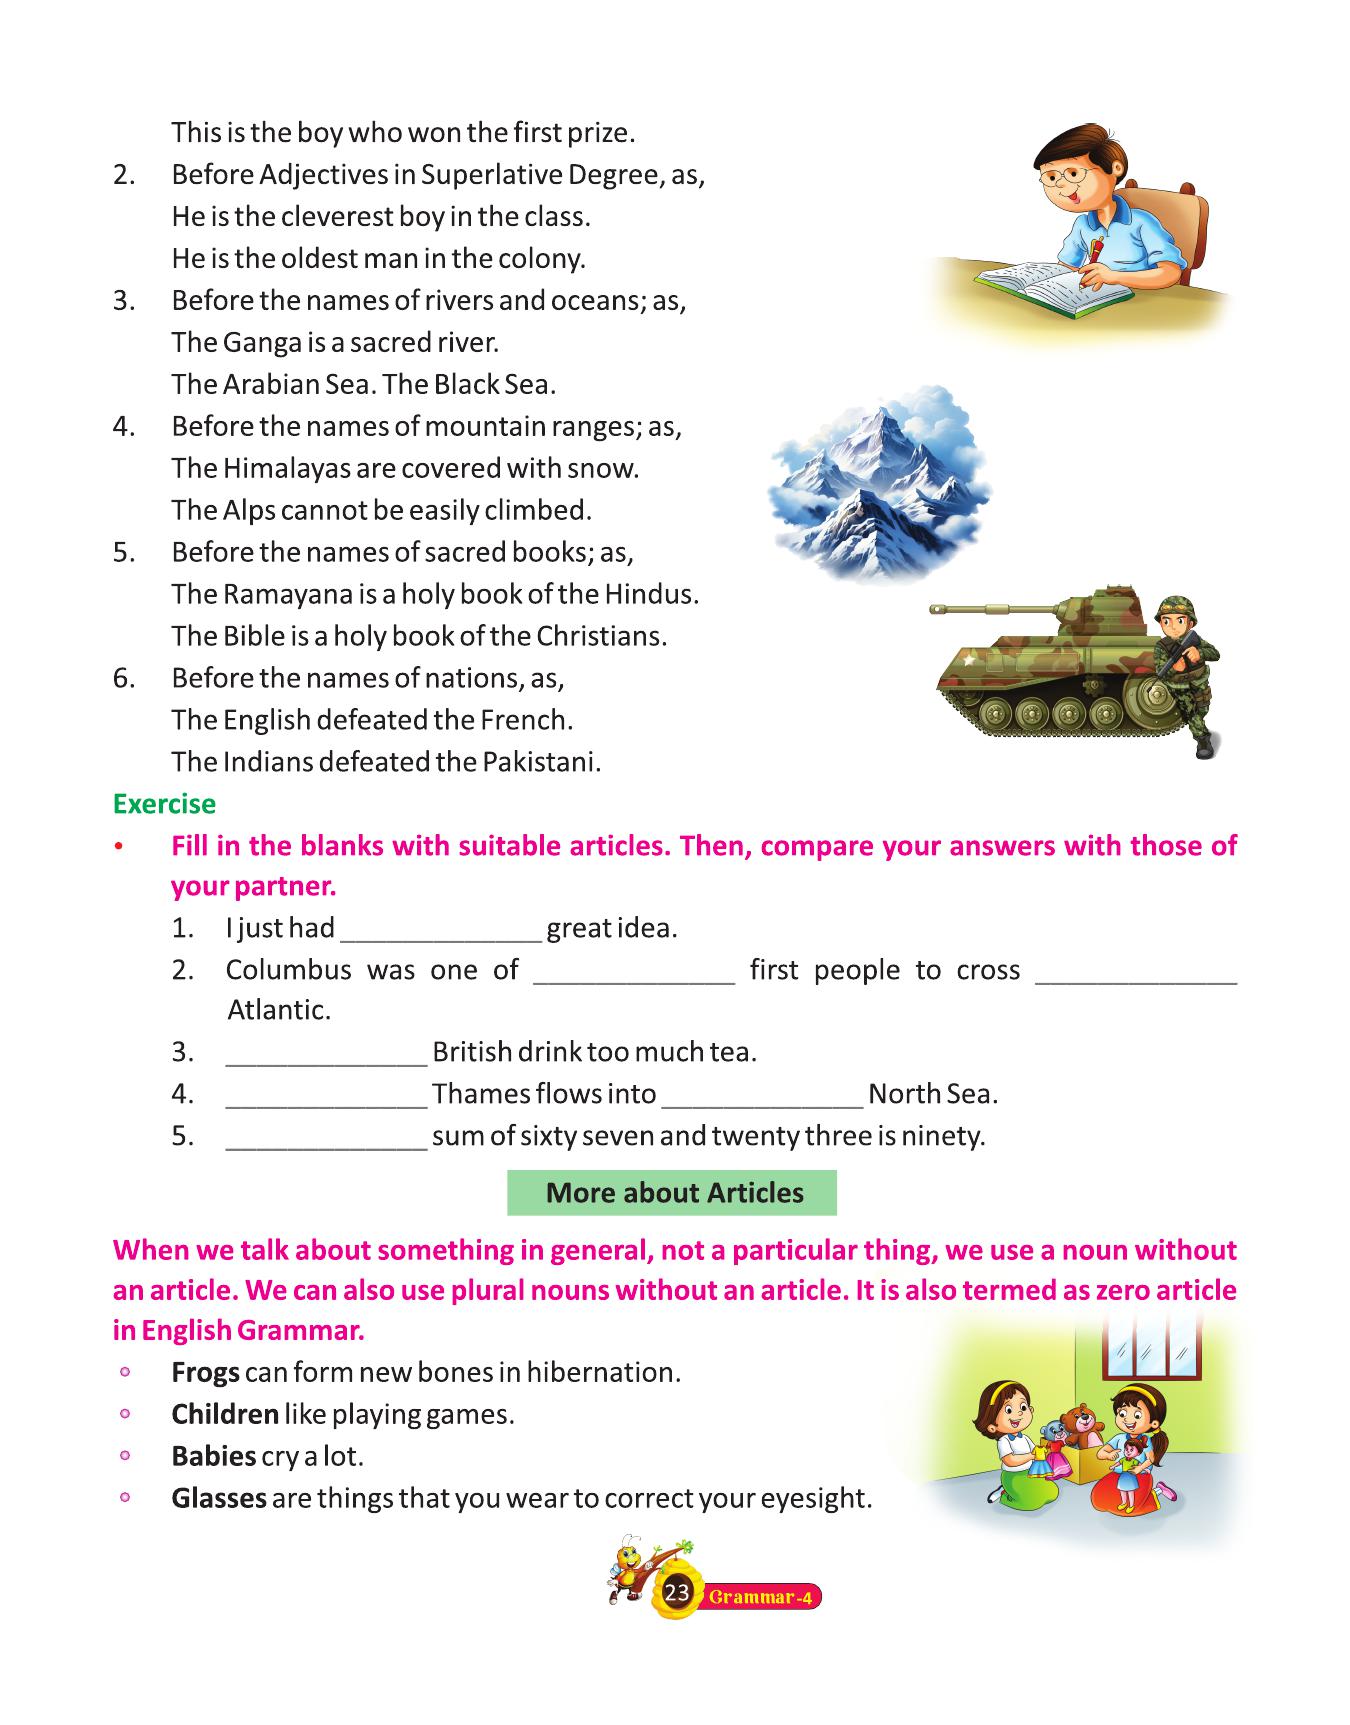 This is the boy who won the first prize.
2. Before Adjectives in Superlative Degree, as,
He is the cleverest boy in the class.
He is the oldest man in the colony.
3. Before the names of rivers and oceans; as,
The Ganga is a sacred river.
The Arabian Sea. The Black Sea.
4. Before the names of mountain ranges; as,
The Himalayas are covered with snow.
The Alps cannot be easily climbed.
5. Before the names of sacred books; as,
The Ramayana is a holy book of the Hindus.
The Bible is a holy book of the Christians.
6. Before the names of nations, as,
The English defeated the French.
The Indians defeated the Pakistani.
Exercise
• Fill in the blanks with suitable articles. Then, compare your answers with those of
your partner.
1. I just had _____________ great idea.
2. Columbus was one of _____________ first people to cross _____________
Atlantic.
3. _____________ British drink too much tea.
4. _____________ Thames flows into _____________ North Sea.
5. _____________ sum of sixty seven and twenty three is ninety.
More about Articles
When we talk about something in general, not a particular thing, we use a noun without
an article. We can also use plural nouns without an article. It is also termed as zero article
in English Grammar.
Frogs can form new bones in hibernation.
Children like playing games.
Babies cry a lot.
Glasses are things that you wear to correct your eyesight.
23 Grammar-4